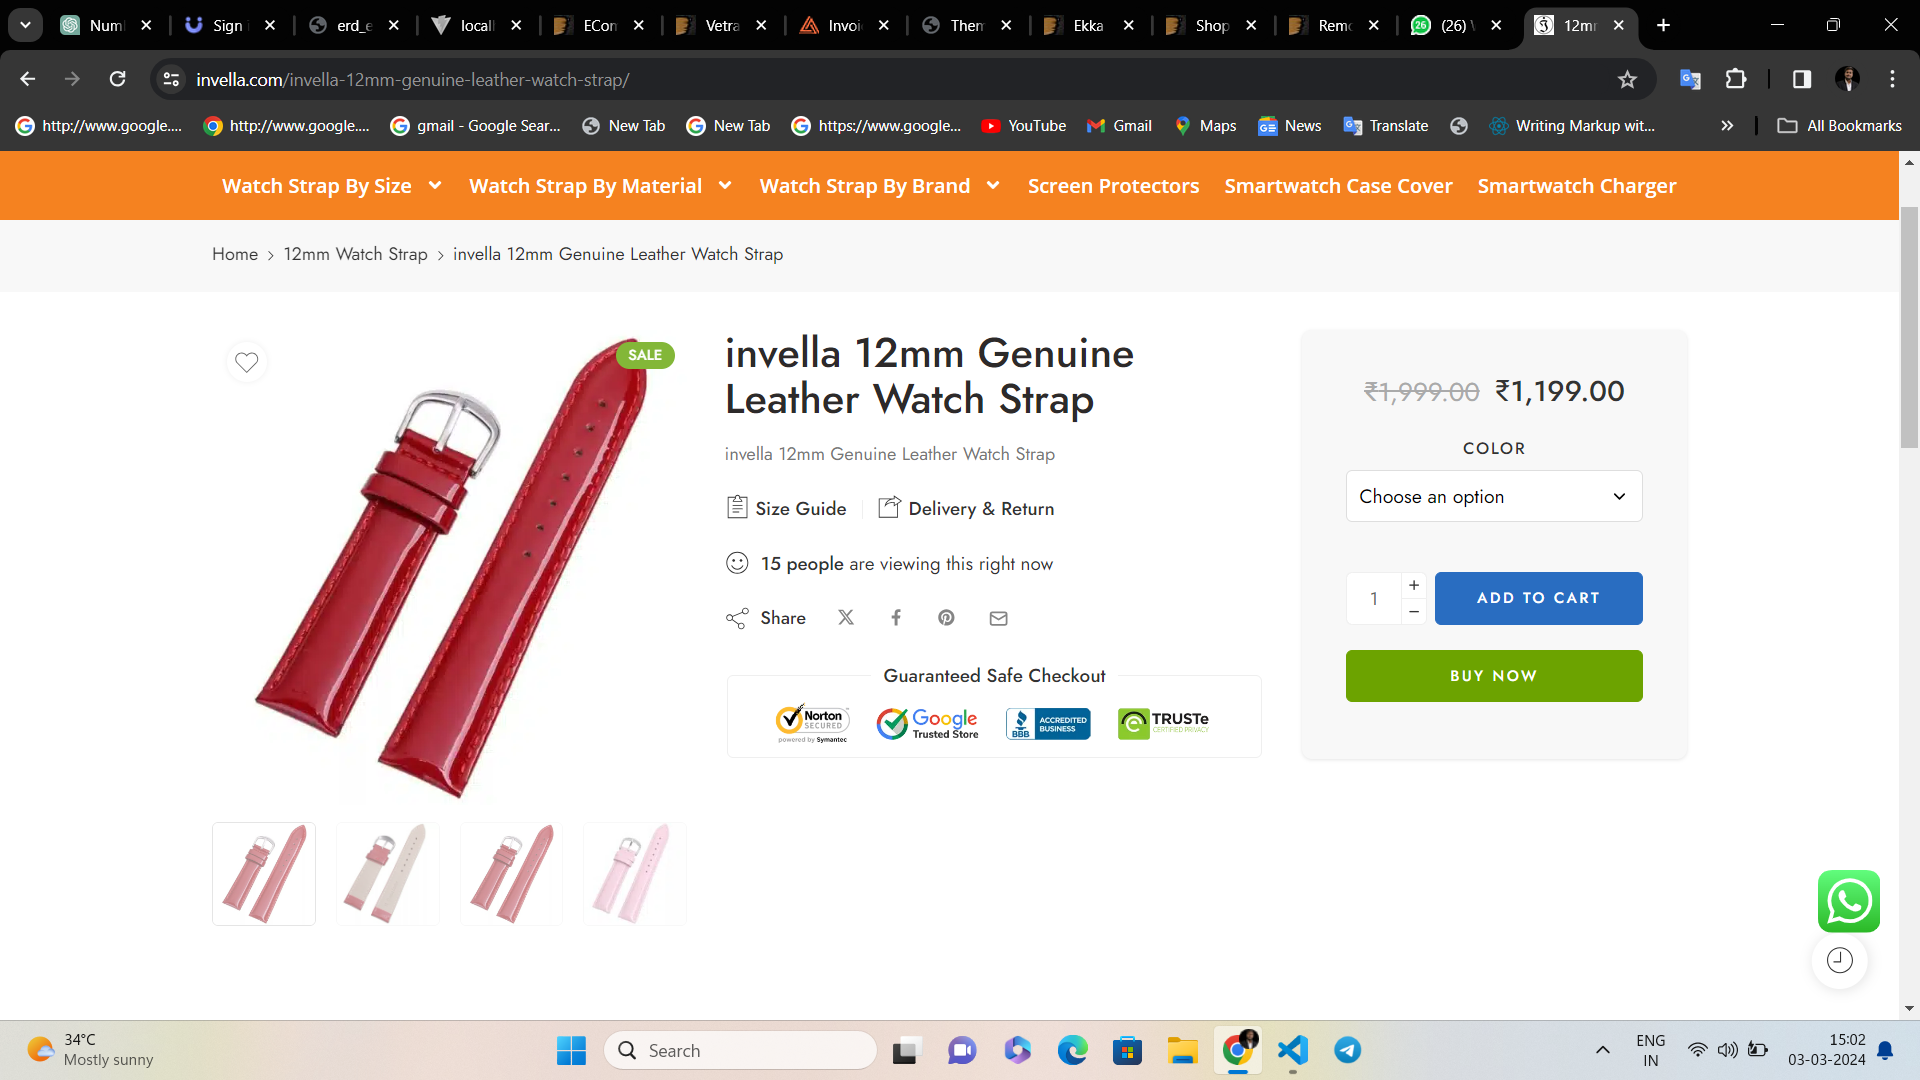 Num
Sign
erd_e
locall
ECon
Vetra
Invoi
Then
Ekka
Shop
Rem
(26)
12m
invella.com/invella-12mm-genuine-leather-watch-strap/
http://www.google....
http://www.google....
gmail - Google Sear...
New Tab
New Tab
https://www.google...
YouTube
Gmail
Maps
News
Translate
Writing Markup wit...
All Bookmarks
Watch Strap By Size
Watch Strap By Material
Watch Strap By Brand
Screen Protectors
Smartwatch Case Cover
Smartwatch Charger
Home > 12mm Watch Strap > invella 12mm Genuine Leather Watch Strap
SALE
invella 12mm Genuine
Leather Watch Strap
invella 12mm Genuine Leather Watch Strap
Size Guide
Delivery & Return
15 people are viewing this right now
Share
Guaranteed Safe Checkout
Norton
SECURED
powered by Symantec
Google
Trusted Store
BBB
ACCREDITED
BUSINESS
TRUSTe
CERTIFIED PRIVACY
₹1,999.00 ₹1,199.00
COLOR
Choose an option
1
+
−
ADD TO CART
BUY NOW
34°C
Mostly sunny
Search
ENG
IN
15:02
03-03-2024